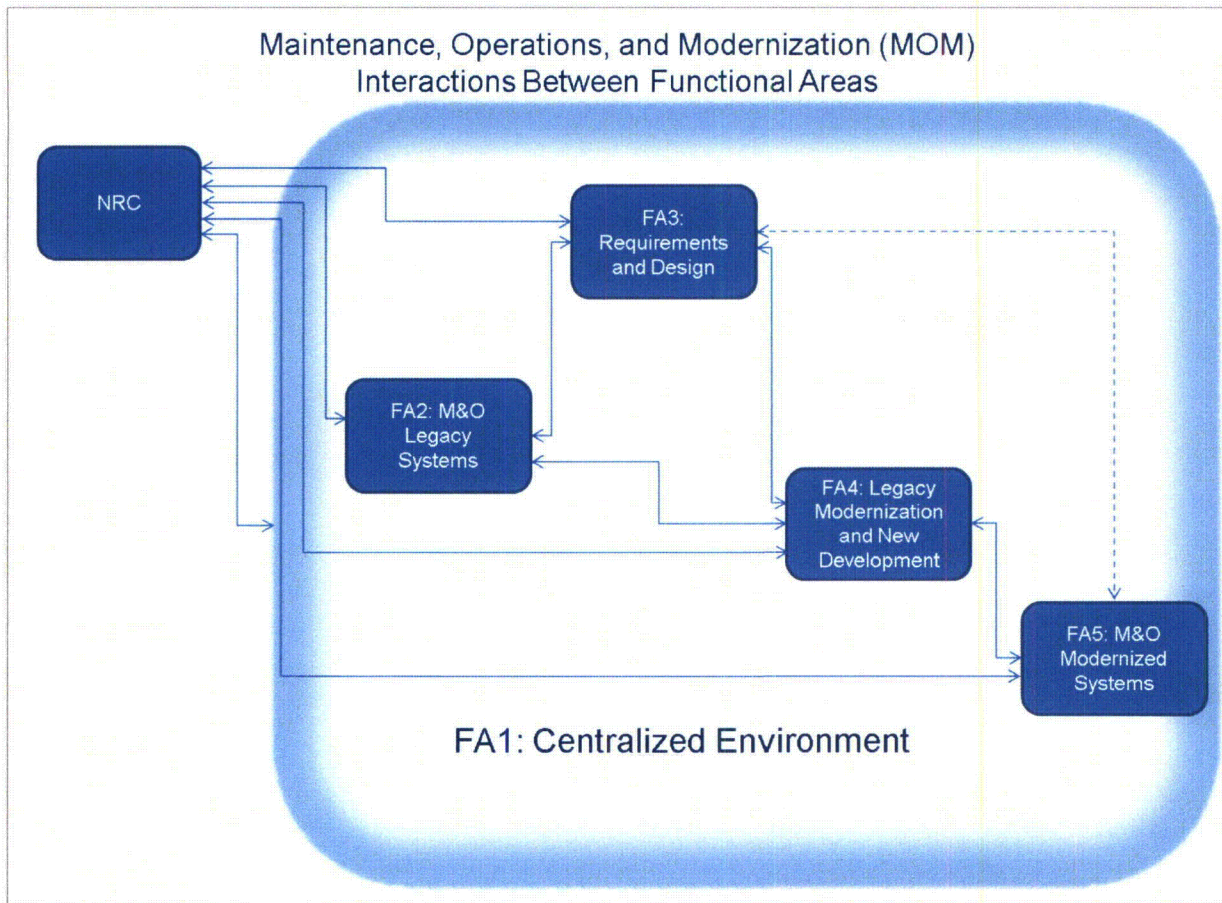 Maintenance, Operations, and Modernization (MOM)
Interactions Between Functional Areas
NRC
FA3:
Requirements
and Design
FA2: M&O
Legacy
Systems
FA4: Legacy
Modernization
and New
Development
FA5: M&O
Modernized
Systems
FA1: Centralized Environment